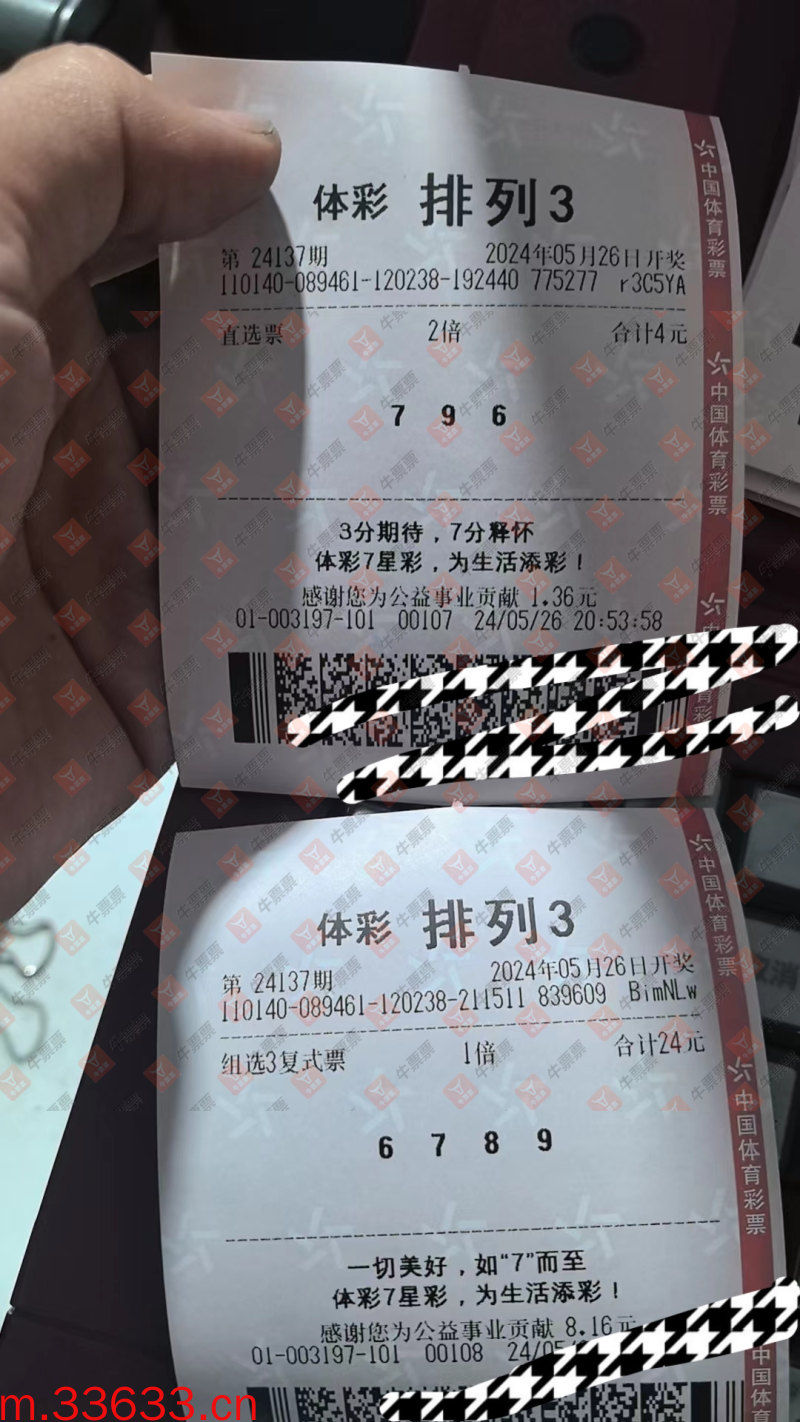 体彩 排列3
第 24137期 2024年05月26日开奖
110140-089461-120238-192440 775277 r3C5YA
直选票 2倍 合计4元
7 9 6
3分期待，7分释怀
体彩7星彩，为生活添彩！
感谢您为公益事业贡献 1.36元
01-003197-101 00107 24/05/26 20:53:58
中国体育彩票
中国体育彩票
体彩 排列3
第 24137期 2024年05月26日开奖
110140-089461-120238-211511 839609 BimNLw
组选3复式票 1倍 合计24元
6 7 8 9
一切美好，如“7”而至
体彩7星彩，为生活添彩！
感谢您为公益事业贡献 8.16元
01-003197-101 00108 24/05
中国体育彩票
中国体育彩票
中国体
牛票票
m.33633.cn